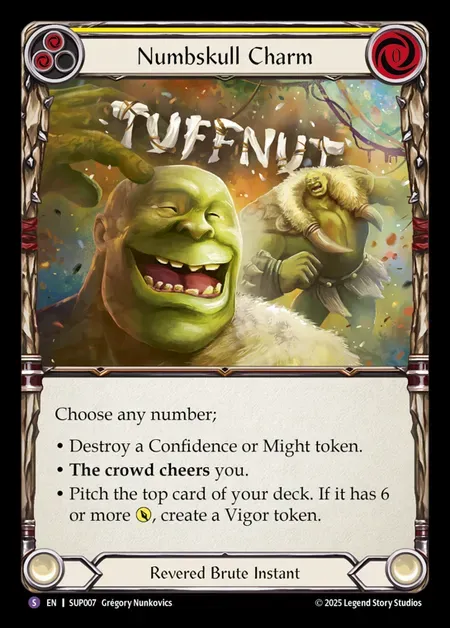 Numbskull Charm
0
TUFFNUT
Choose any number;
• Destroy a Confidence or Might token.
• The crowd cheers you.
• Pitch the top card of your deck. If it has 6
or more , create a Vigor token.
Revered Brute Instant
S EN | SUP007 Grégory Nunkovics
© 2025 Legend Story Studios